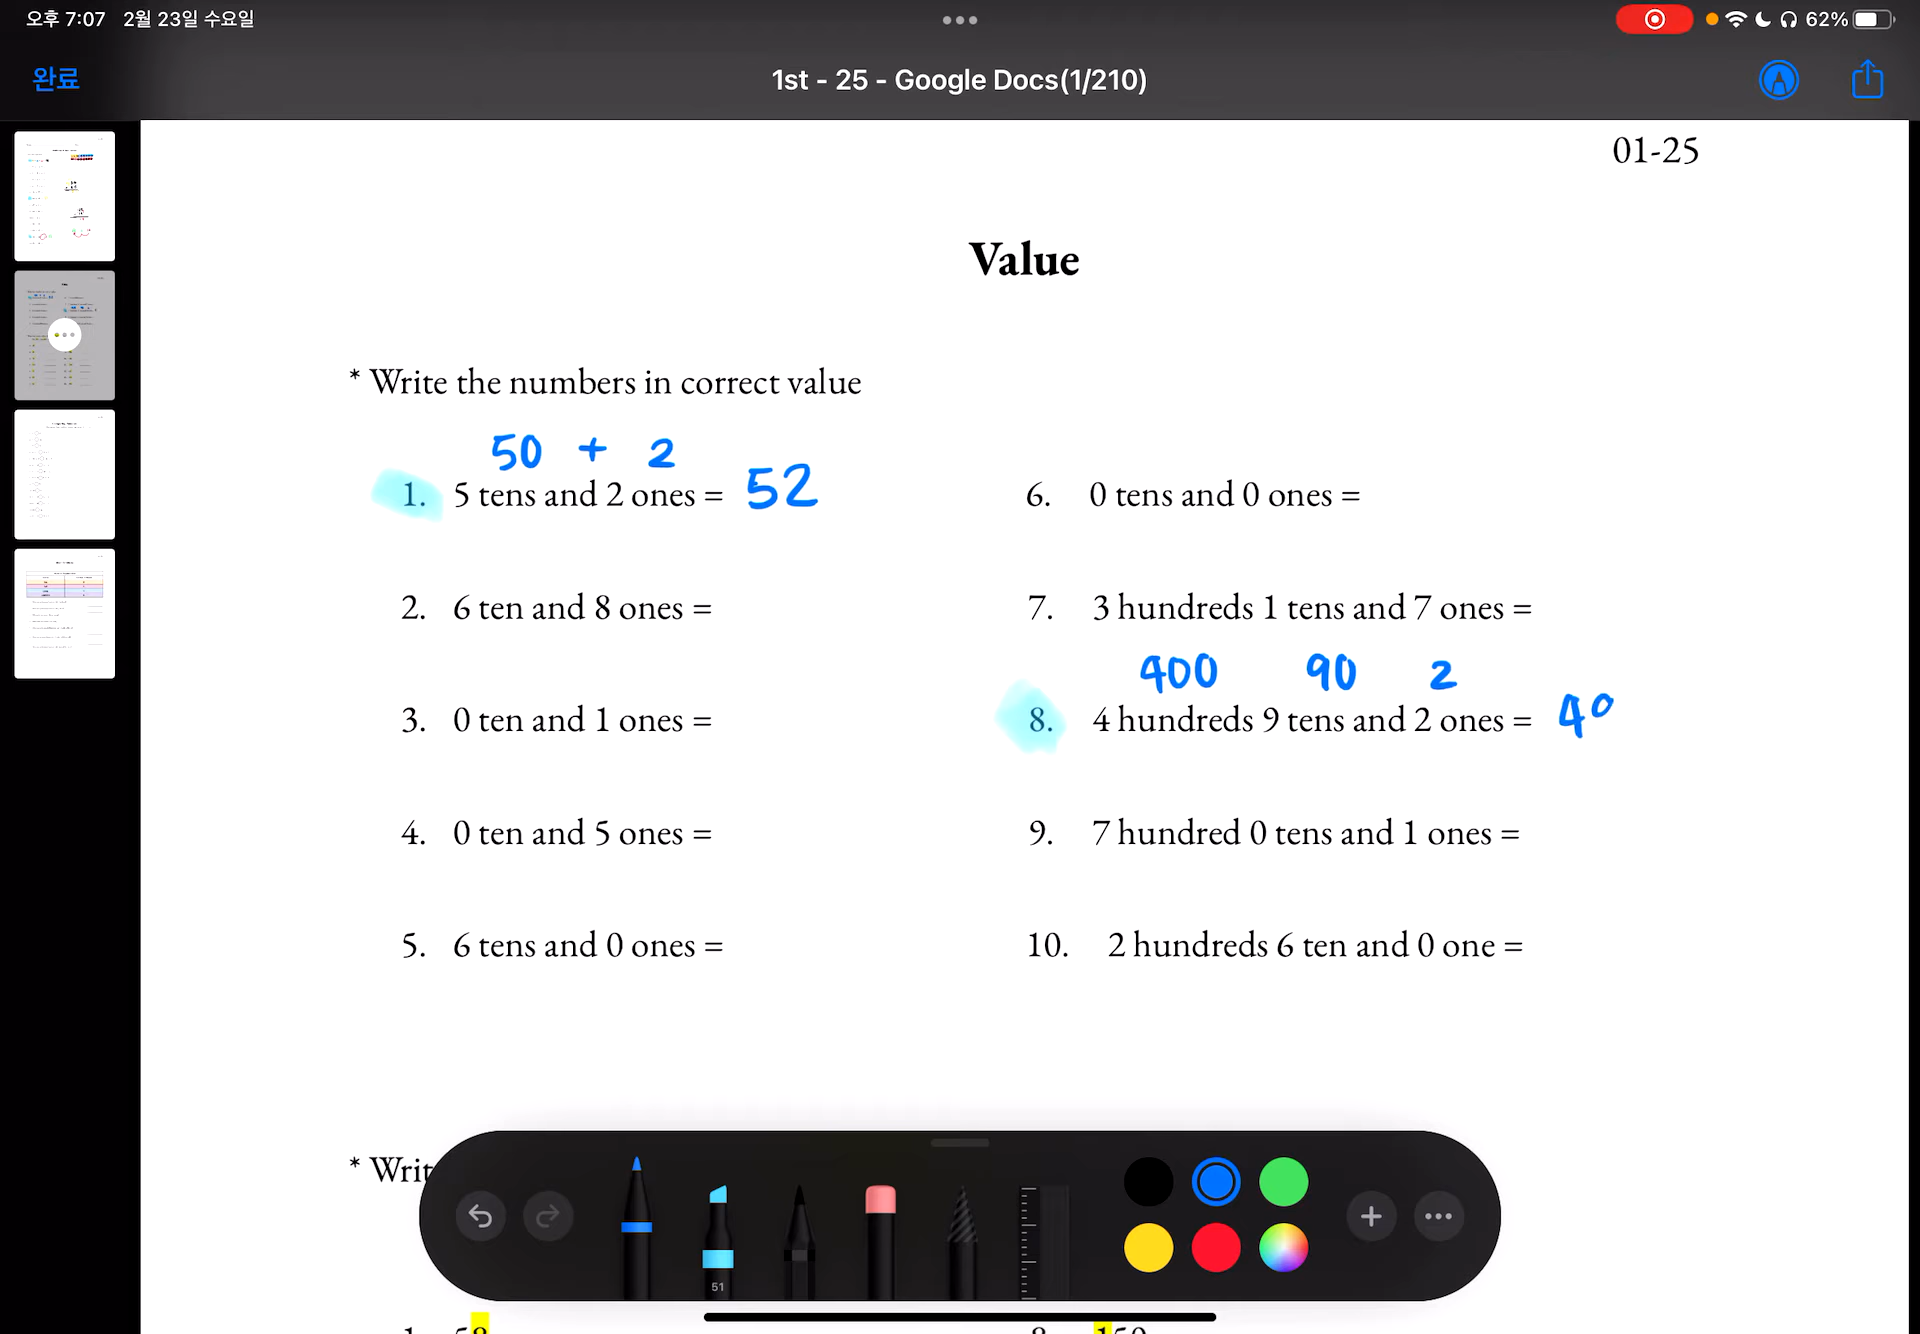 오후 7:07 2월 23일 수요일
62%
완료
1st - 25 - Google Docs(1/210)
01-25
Value
* Write the numbers in correct value
50 + 2
1. 5 tens and 2 ones = 52
2. 6 ten and 8 ones =
3. 0 ten and 1 ones =
4. 0 ten and 5 ones =
5. 6 tens and 0 ones =
6. 0 tens and 0 ones =
7. 3 hundreds 1 tens and 7 ones =
400 90 2
8. 4 hundreds 9 tens and 2 ones = 4
9. 7 hundred 0 tens and 1 ones =
10. 2 hundreds 6 ten and 0 one =
* Writ
51